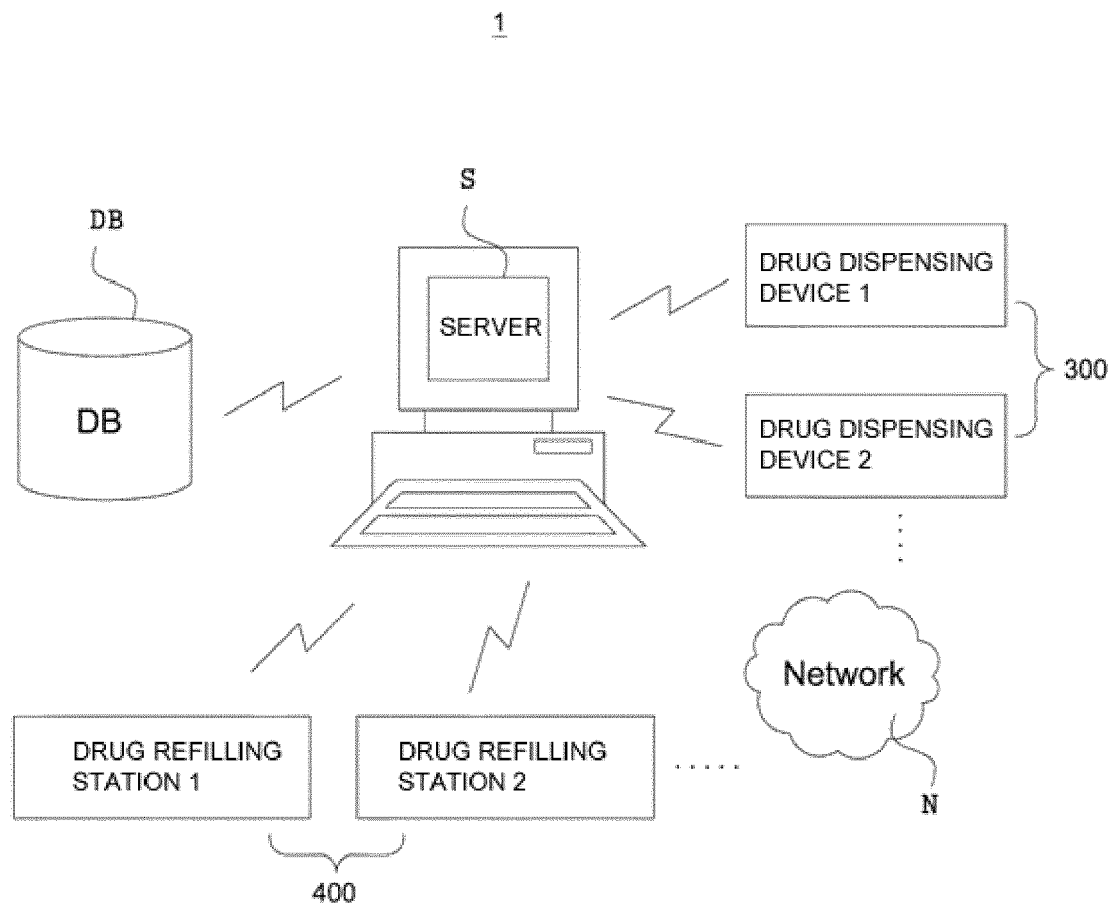 1
S
DB
DRUG DISPENSING
DEVICE 1
SERVER
300
DB
DRUG DISPENSING
DEVICE 2
Network
DRUG REFILLING
STATION 1
DRUG REFILLING
STATION 2
N
400